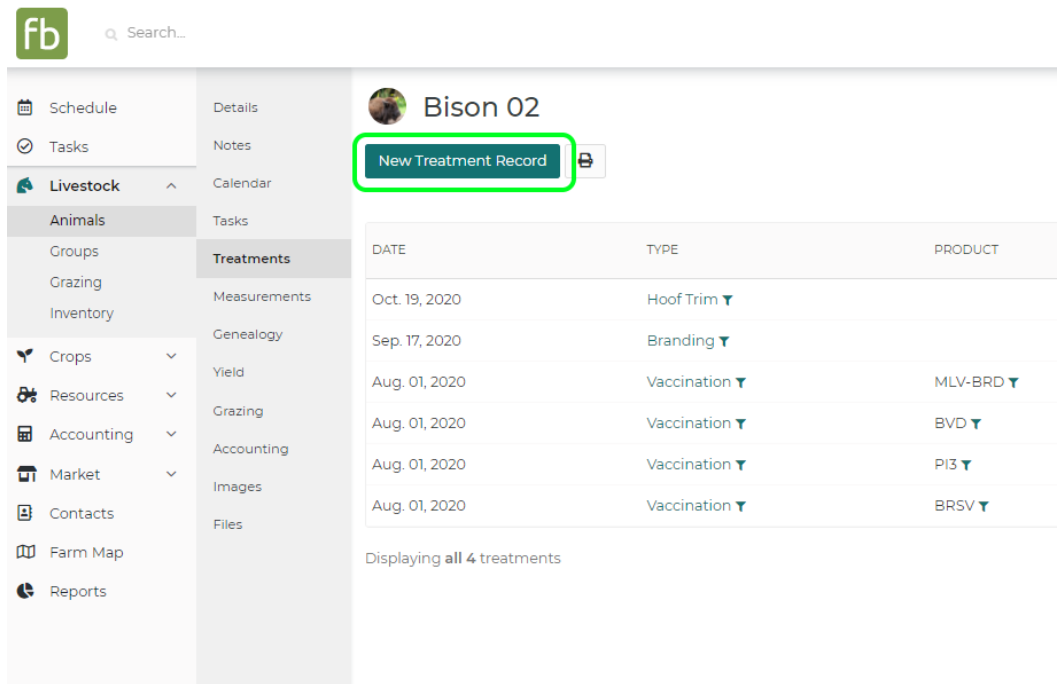 fb
Search...
Schedule
Tasks
Livestock
Animals
Groups
Grazing
Inventory
Crops
Resources
Accounting
Market
Contacts
Farm Map
Reports
Details
Notes
Calendar
Tasks
Treatments
Measurements
Genealogy
Yield
Grazing
Accounting
Images
Files
Bison 02
New Treatment Record
DATE TYPE PRODUCT
Oct. 19, 2020 Hoof Trim
Sep. 17, 2020 Branding
Aug. 01, 2020 Vaccination MLV-BRD
Aug. 01, 2020 Vaccination BVD
Aug. 01, 2020 Vaccination PI3
Aug. 01, 2020 Vaccination BRSV
Displaying all 4 treatments